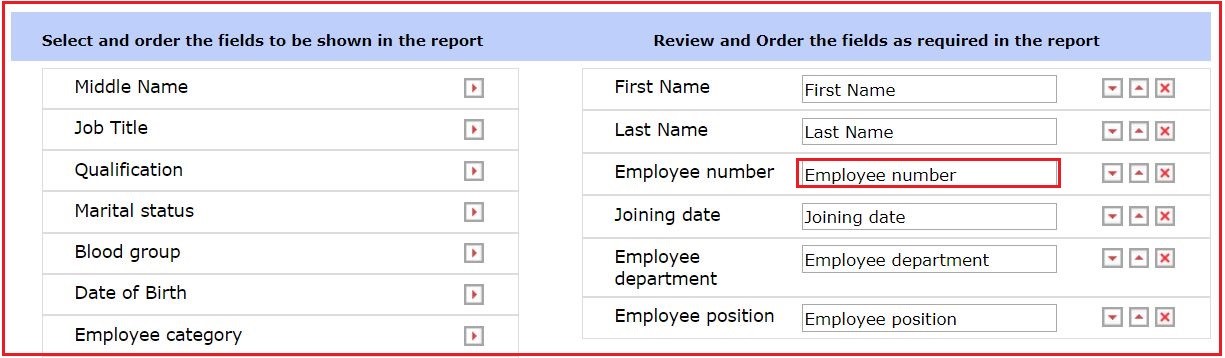 Select and order the fields to be shown in the report
Middle Name
Job Title
Qualification
Marital status
Blood group
Date of Birth
Employee category
Review and Order the fields as required in the report
First Name First Name
Last Name Last Name
Employee number Employee number
Joining date Joining date
Employee
department Employee department
Employee position Employee position